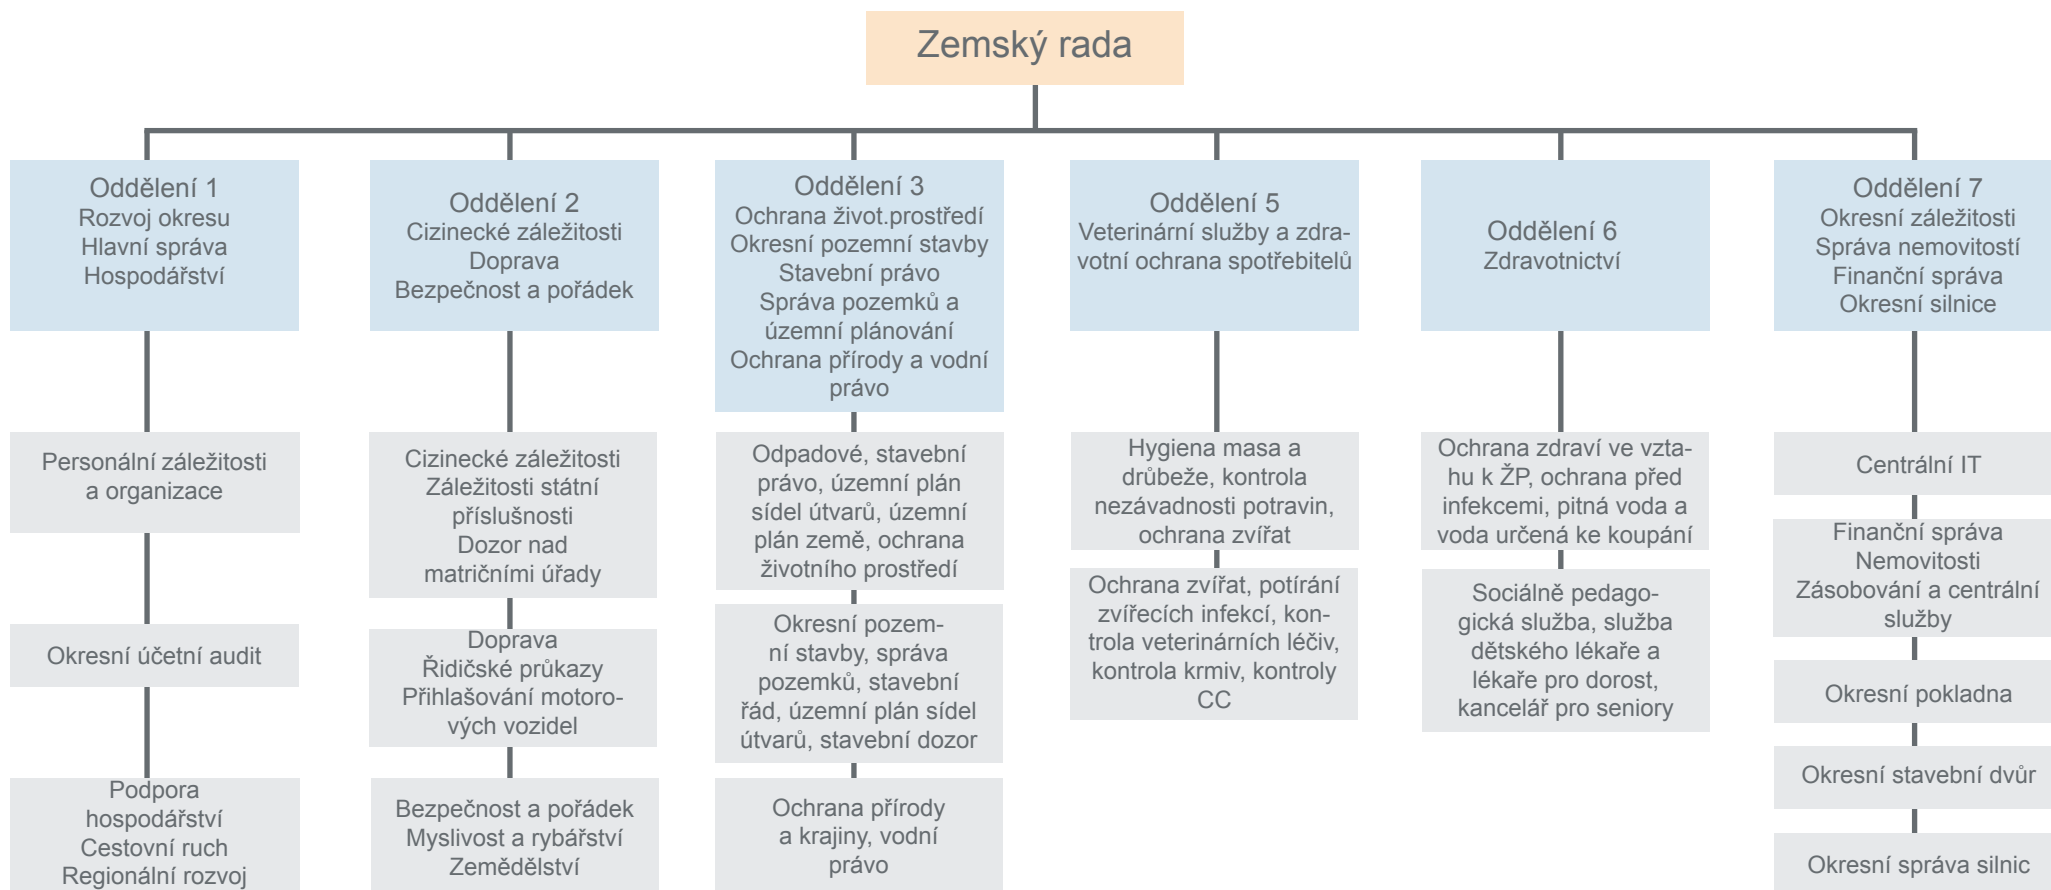 Zemský rada
Oddělení 1
Rozvoj okresu
Hlavní správa
Hospodářství
Personální záležitosti
a organizace
Okresní účetní audit
Podpora
hospodářství
Cestovní ruch
Regionální rozvoj
Oddělení 2
Cizinecké záležitosti
Doprava
Bezpečnost a pořádek
Cizinecké záležitosti
Záležitosti státní
příslušnosti
Dozor nad
matričními úřady
Doprava
Řidičské průkazy
Přihlašování motoro-
vých vozidel
Bezpečnost a pořádek
Myslivost a rybářství
Zemědělství
Oddělení 3
Ochrana život.prostředí
Okresní pozemní stavby
Stavební právo
Správa pozemků a
územní plánování
Ochrana přírody a vodní
právo
Odpadové, stavební
právo, územní plán
sídel útvarů, územní
plán země, ochrana
životního prostředí
Okresní pozem-
ní stavby, správa
pozemků, stavební
řád, územní plán sídel
útvarů, stavební dozor
Ochrana přírody
a krajiny, vodní
právo
Oddělení 5
Veterinární služby a zdra-
votní ochrana spotřebitelů
Hygiena masa a
drůbeže, kontrola
nezávadnosti potravin,
ochrana zvířat
Ochrana zvířat, potírání
zvířecích infekcí, kon-
trola veterinárních léčiv,
kontrola krmiv, kontroly
CC
Oddělení 6
Zdravotnictví
Ochrana zdraví ve vzta-
hu k ŽP, ochrana před
infekcemi, pitná voda a
voda určená ke koupání
Sociálně pedago-
gická služba, služba
dětského lékaře a
lékaře pro dorost,
kancelář pro seniory
Oddělení 7
Okresní záležitosti
Správa nemovitostí
Finanční správa
Okresní silnice
Centrální IT
Finanční správa
Nemovitosti
Zásobování a centrální
služby
Okresní pokladna
Okresní stavební dvůr
Okresní správa silnic